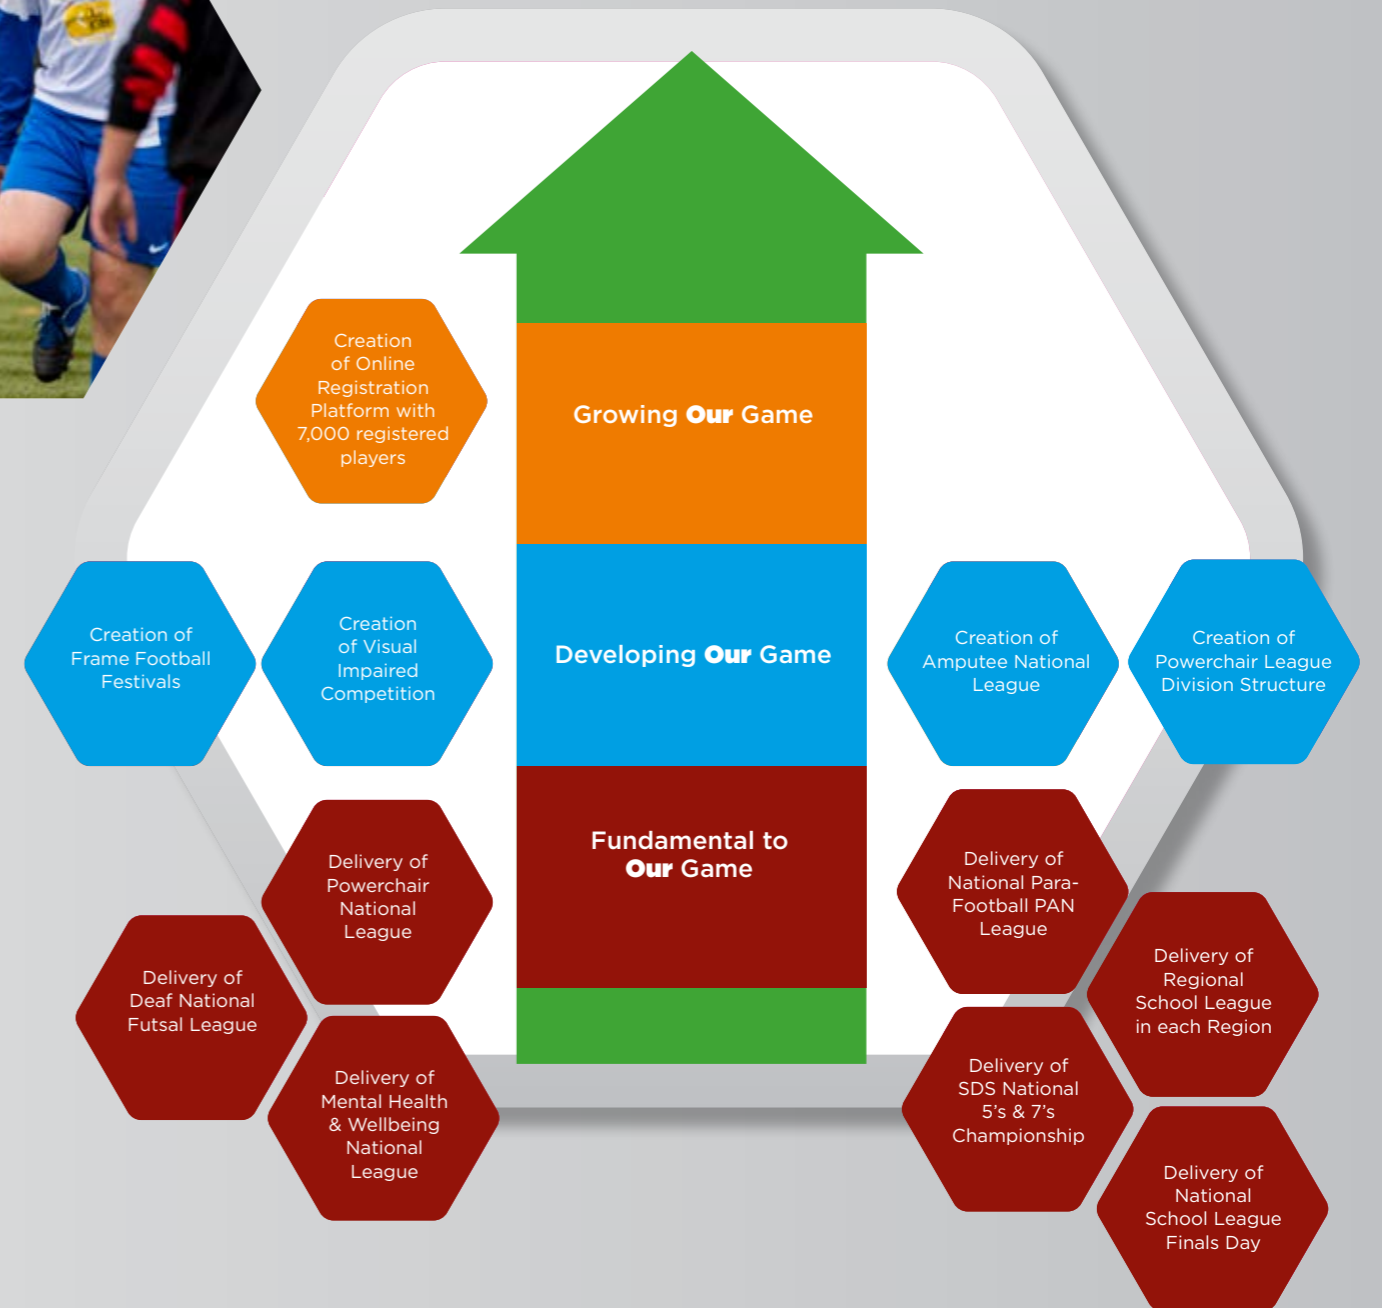 Creation
of Online
Registration
Platform with
7,000 registered
players
Growing Our Game
Creation of
Frame Football
Festivals
Creation
of Visual
Impaired
Competition
Developing Our Game
Creation of
Amputee National
League
Creation of
Powerchair League
Division Structure
Fundamental to
Our Game
Delivery of
Powerchair
National
League
Delivery of
Deaf National
Futsal League
Delivery of
Mental Health
& Wellbeing
National
League
Delivery of
National Para-
Football PAN
League
Delivery of
Regional
School League
in each Region
Delivery of
SDS National
5's & 7's
Championship
Delivery of
National
School League
Finals Day